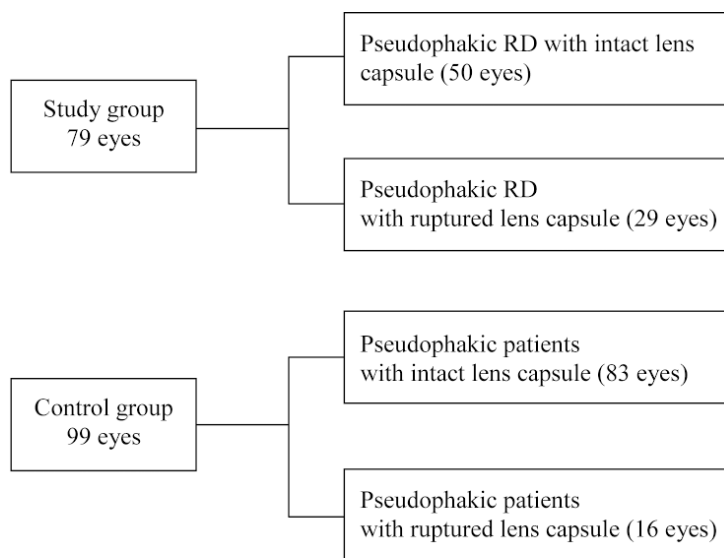 Study group
79 eyes
Pseudophakic RD with intact lens
capsule (50 eyes)
Pseudophakic RD
with ruptured lens capsule (29 eyes)
Control group
99 eyes
Pseudophakic patients
with intact lens capsule (83 eyes)
Pseudophakic patients
with ruptured lens capsule (16 eyes)